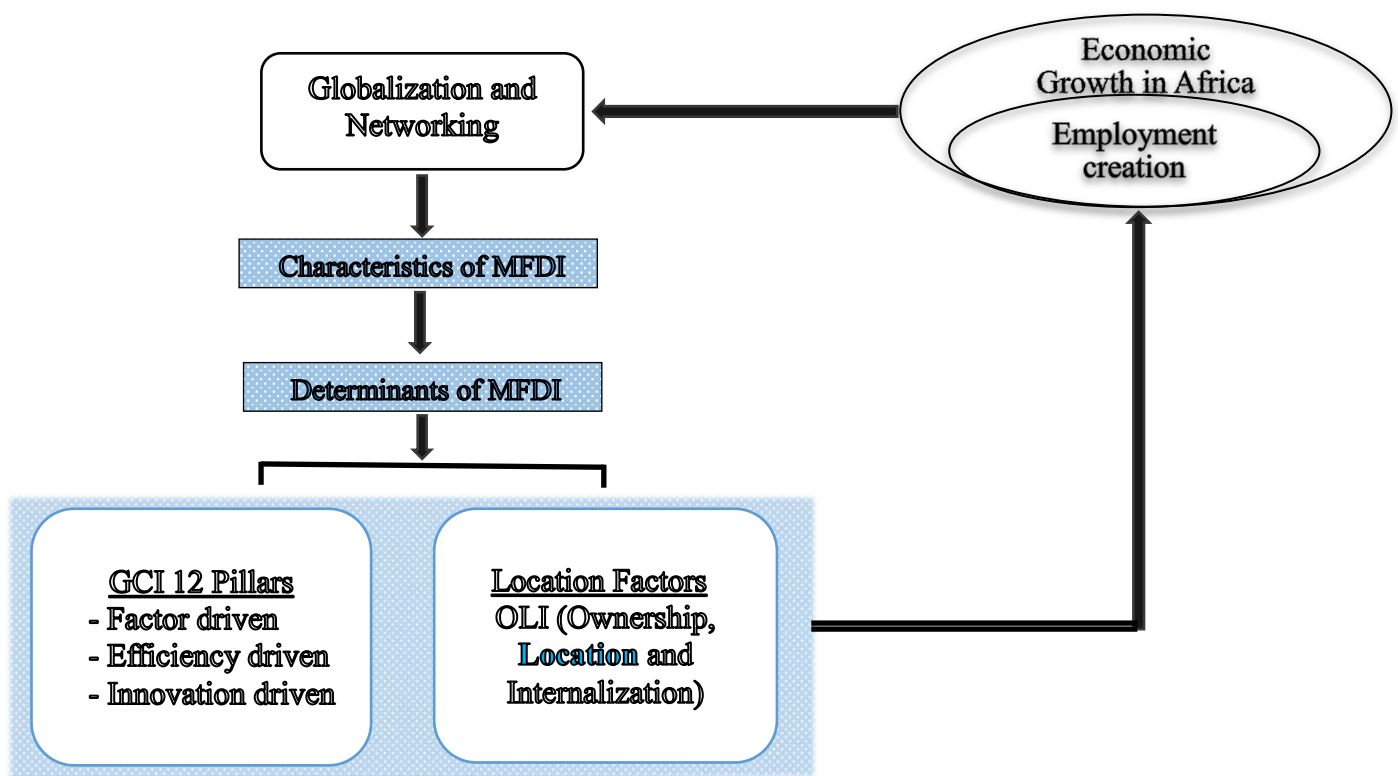 Globalization and
Networking
Economic
Growth in Africa
Employment
creation
Characteristics of MFDI
Determinants of MFDI
GCI 12 Pillars
- Factor driven
- Efficiency driven
- Innovation driven
Location Factors
OLI (Ownership,
Location and
Internalization)